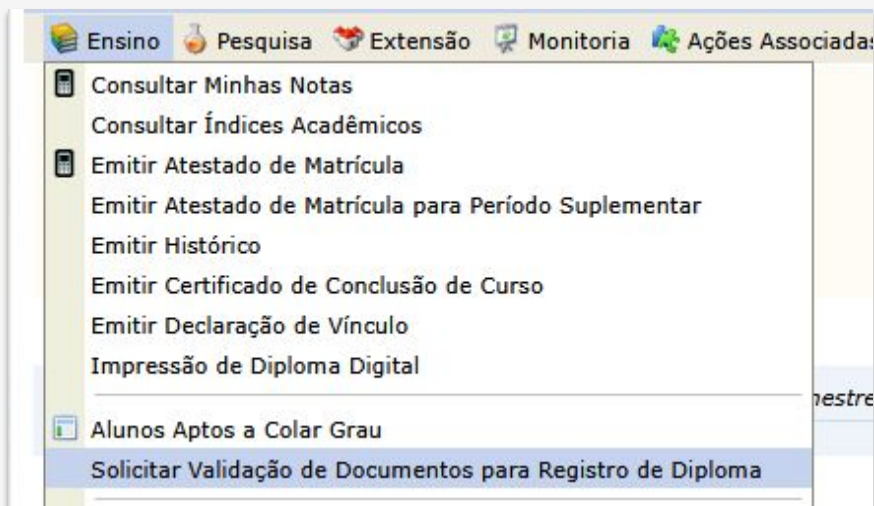 Ensino Pesquisa Extensão Monitoria Ações Associadas
Consultar Minhas Notas
Consultar Índices Acadêmicos
Emitir Atestado de Matrícula
Emitir Atestado de Matrícula para Período Suplementar
Emitir Histórico
Emitir Certificado de Conclusão de Curso
Emitir Declaração de Vínculo
Impressão de Diploma Digital
nestre
Alunos Aptos a Colar Grau
Solicitar Validação de Documentos para Registro de Diploma